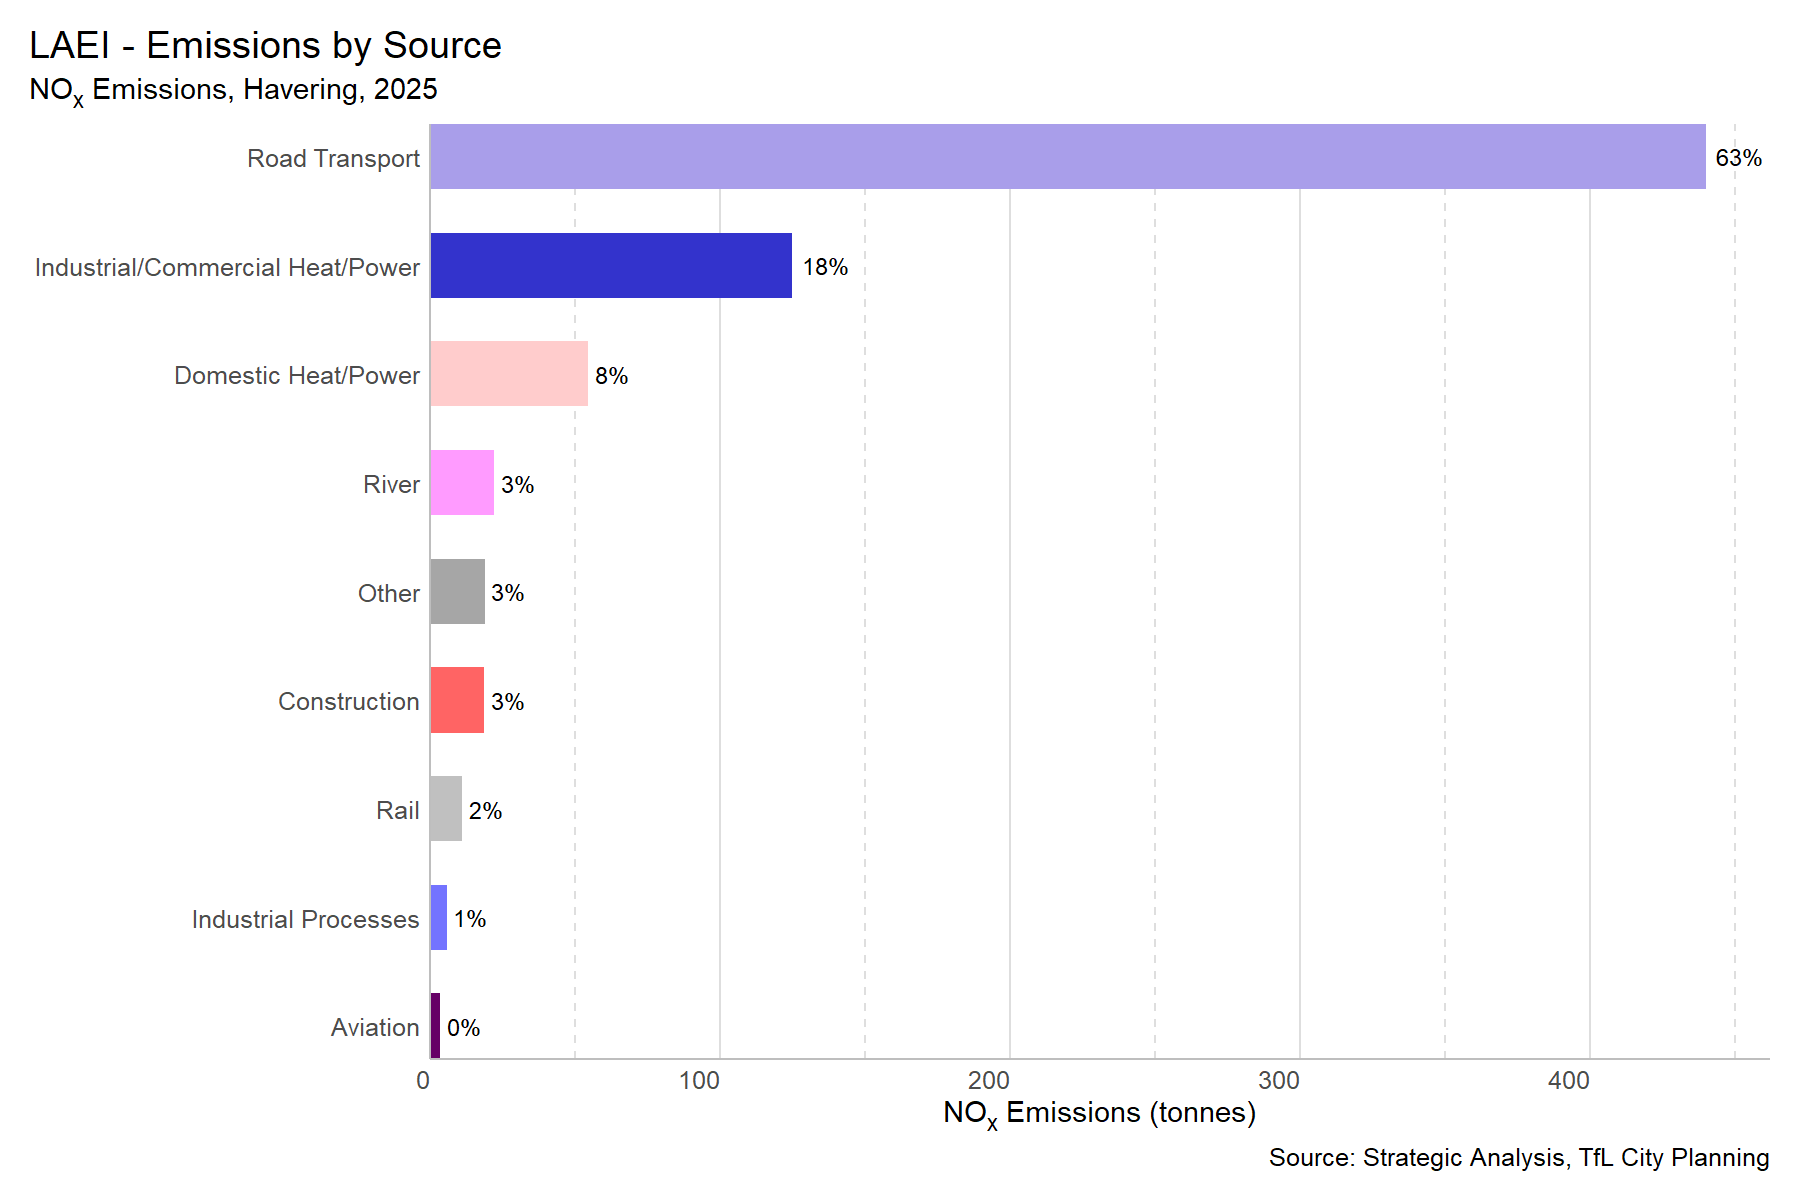 LAEI - Emissions by Source
NOx Emissions, Havering, 2025
Road Transport 63%
Industrial/Commercial Heat/Power 18%
Domestic Heat/Power 8%
River 3%
Other 3%
Construction 3%
Rail 2%
Industrial Processes 1%
Aviation 0%
0 100 200 300 400
NOx Emissions (tonnes)
Source: Strategic Analysis, TfL City Planning